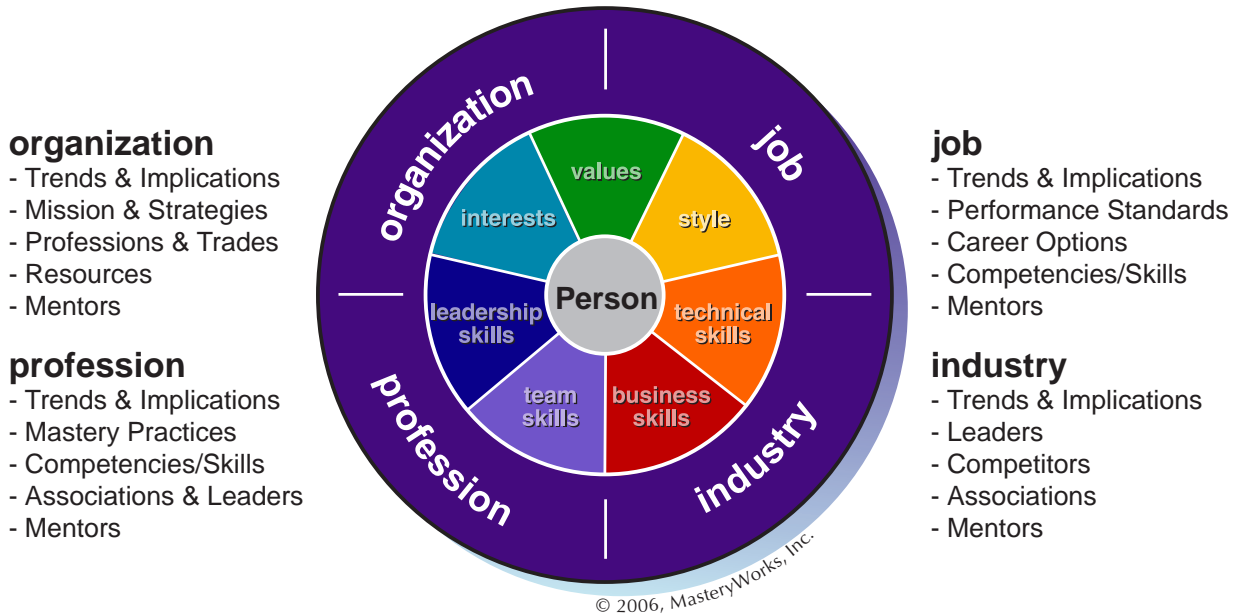 organization
- Trends & Implications
- Mission & Strategies
- Professions & Trades
- Resources
- Mentors
profession
- Trends & Implications
- Mastery Practices
- Competencies/Skills
- Associations & Leaders
- Mentors
organization
job
profession
industry
values
style
interests
technical
skills
leadership
skills
business
skills
team
skills
Person
© 2006, MasteryWorks, Inc.
job
- Trends & Implications
- Performance Standards
- Career Options
- Competencies/Skills
- Mentors
industry
- Trends & Implications
- Leaders
- Competitors
- Associations
- Mentors